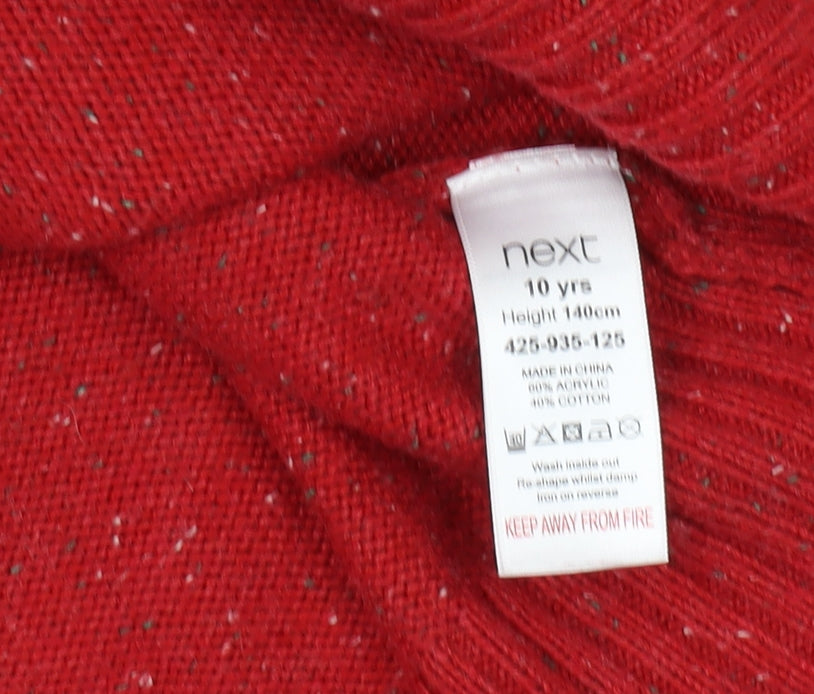 next
10 yrs
Height 140cm
425-935-125
MADE IN CHINA
60% ACRYLIC
40% COTTON
Wash inside out
Re-shape whilst damp
Iron on reverse
KEEP AWAY FROM FIRE